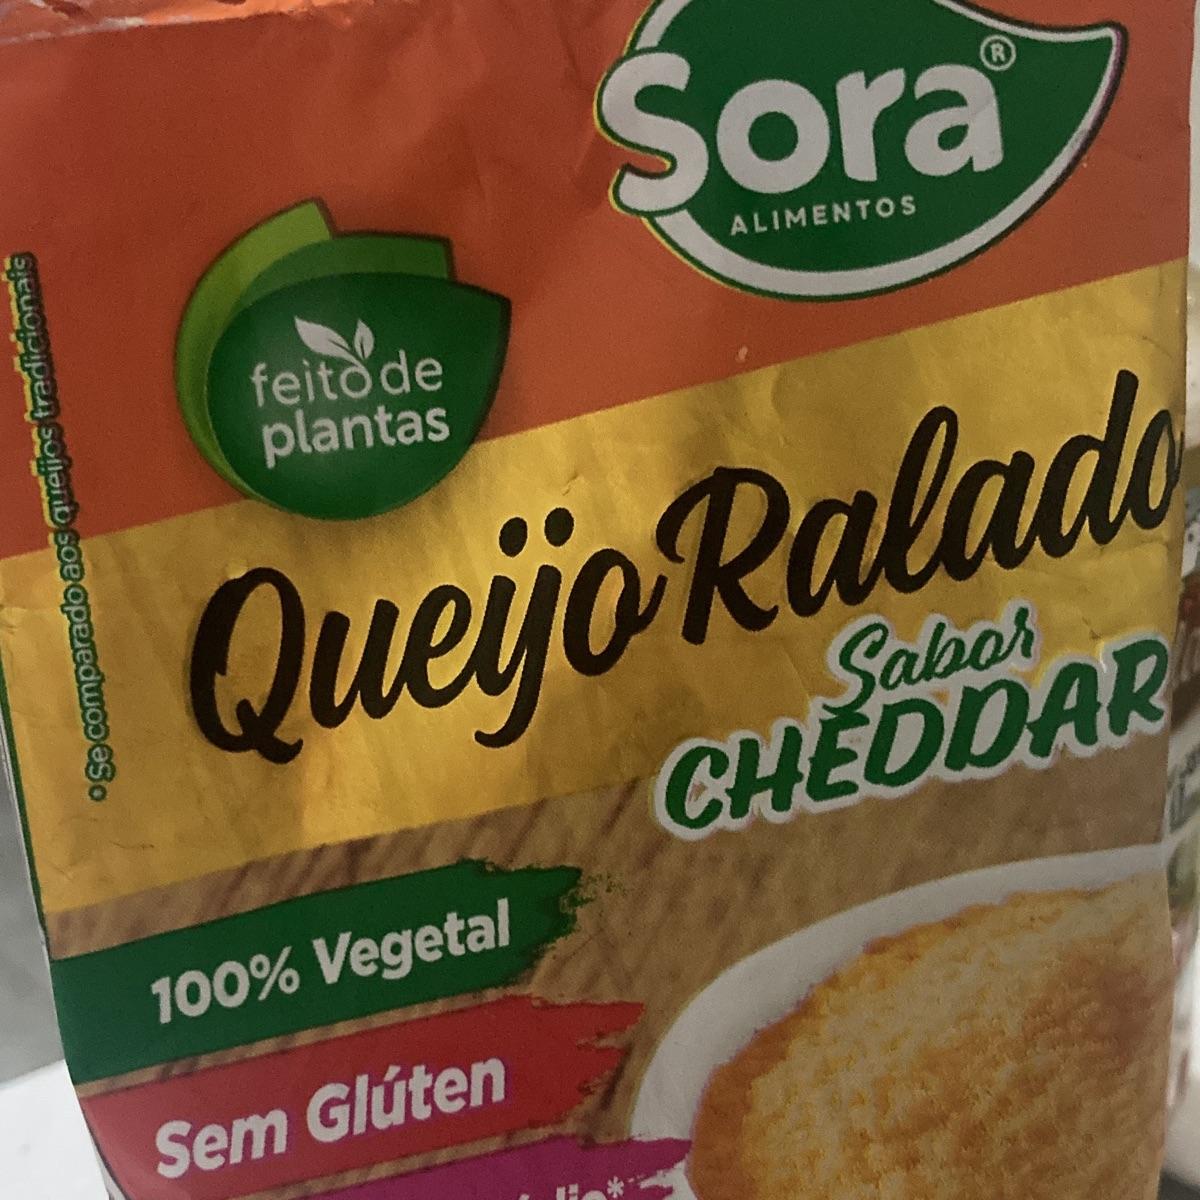 Sora®
ALIMENTOS
feito de
plantas
• Se comparado aos queijos tradicionais
Queijo Ralado
Sabor
CHEDDAR
100% Vegetal
Sem Glúten